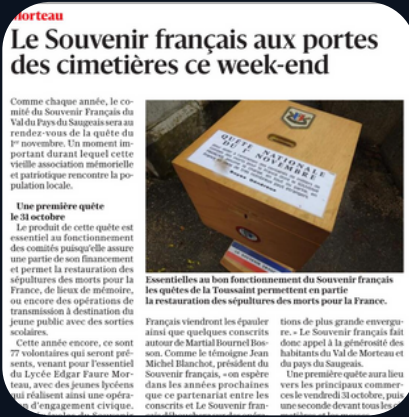 Morteau
Le Souvenir français aux portes
des cimetières ce week-end
Comme chaque année, le co-
mité du Souvenir Français du
Val du Pays du Saugeais sera au
rendez-vous de la quête du
1er novembre. Un moment im-
portant durant lequel cette
vieille association mémorielle
et patriotique rencontre la po-
pulation locale.
Une première quête
le 31 octobre
Le produit de cette quête est
essentiel au fonctionnement
des comités puisqu'elle assure
une partie de son financement
et permet la restauration des
sépultures des morts pour la
France, de lieux de mémoire,
ou encore des opérations de
transmission à destination du
jeune public avec des sorties
scolaires.
Cette année encore, ce sont
77 volontaires qui seront pré-
sents, venant pour l'essentiel
du Lycée Edgar Faure Mor-
teau, avec des jeunes lycéens
qui réalisent ainsi une opéra-
d'engagement civique.
QUÊTE NATIONALE
DU 1 NOVEMBRE
Essentielles au bon fonctionnement du Souvenir français
les quêtes de la Toussaint permettent en partie
la restauration des sépultures des morts pour la France.
Français viendront les épauler
ainsi que quelques conscrits
autour de Martial Bournel Bos-
son. Comme le témoigne Jean
Michel Blanchot, président du
Souvenir français, « on espère
dans les années prochaines
que ce partenariat entre les
conscrits et Le Souvenir fran-
tions de plus grande envergu-
re. » Le Souvenir français fait
donc appel à la générosité des
habitants du Val de Morteau et
du pays du Saugeais.
Une première quête aura lieu
vers les principaux commer-
ces le vendredi 31 octobre, puis
une seconde devant tous les